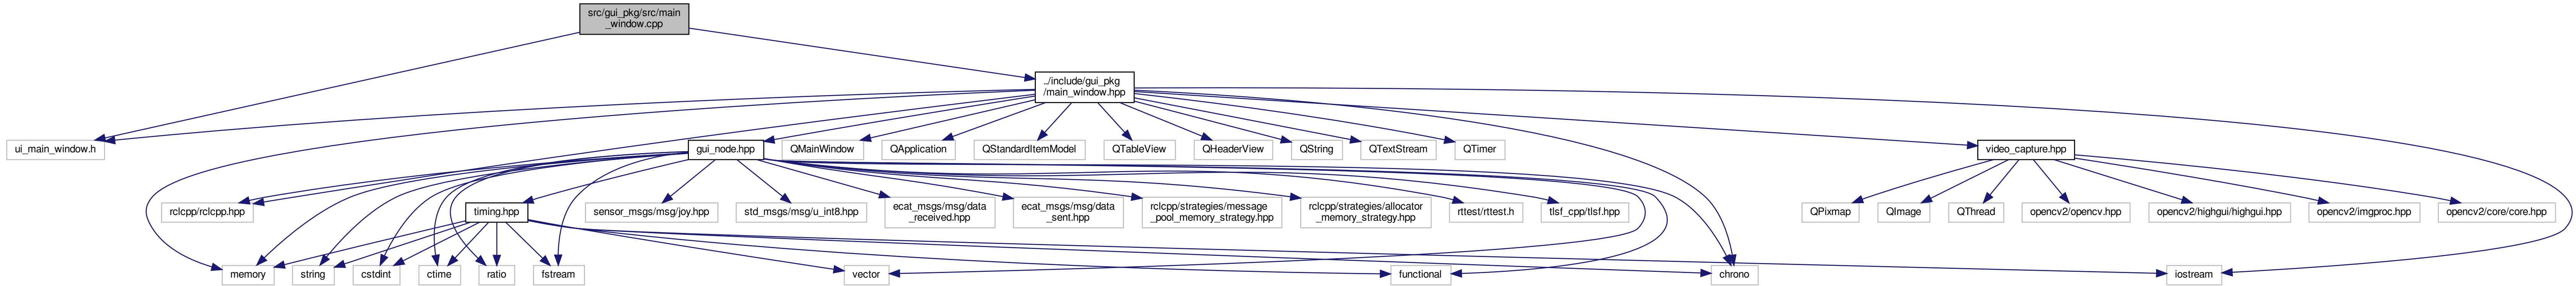 src/gui_pkg/src/main
_window.cpp
../include/gui_pkg
/main_window.hpp
ui_main_window.h
gui_node.hpp
QMainWindow
QApplication
QStandardItemModel
QTableView
QHeaderView
QString
QTextStream
QTimer
video_capture.hpp
rclcpp/rclcpp.hpp
timing.hpp
sensor_msgs/msg/joy.hpp
std_msgs/msg/u_int8.hpp
ecat_msgs/msg/data
_received.hpp
ecat_msgs/msg/data
_sent.hpp
rclcpp/strategies/message
_pool_memory_strategy.hpp
rclcpp/strategies/allocator
_memory_strategy.hpp
rttest/rttest.h
tlsf_cpp/tlsf.hpp
QPixmap
QImage
QThread
opencv2/opencv.hpp
opencv2/highgui/highgui.hpp
opencv2/imgproc.hpp
opencv2/core/core.hpp
memory
string
cstdint
ctime
ratio
fstream
vector
functional
chrono
iostream